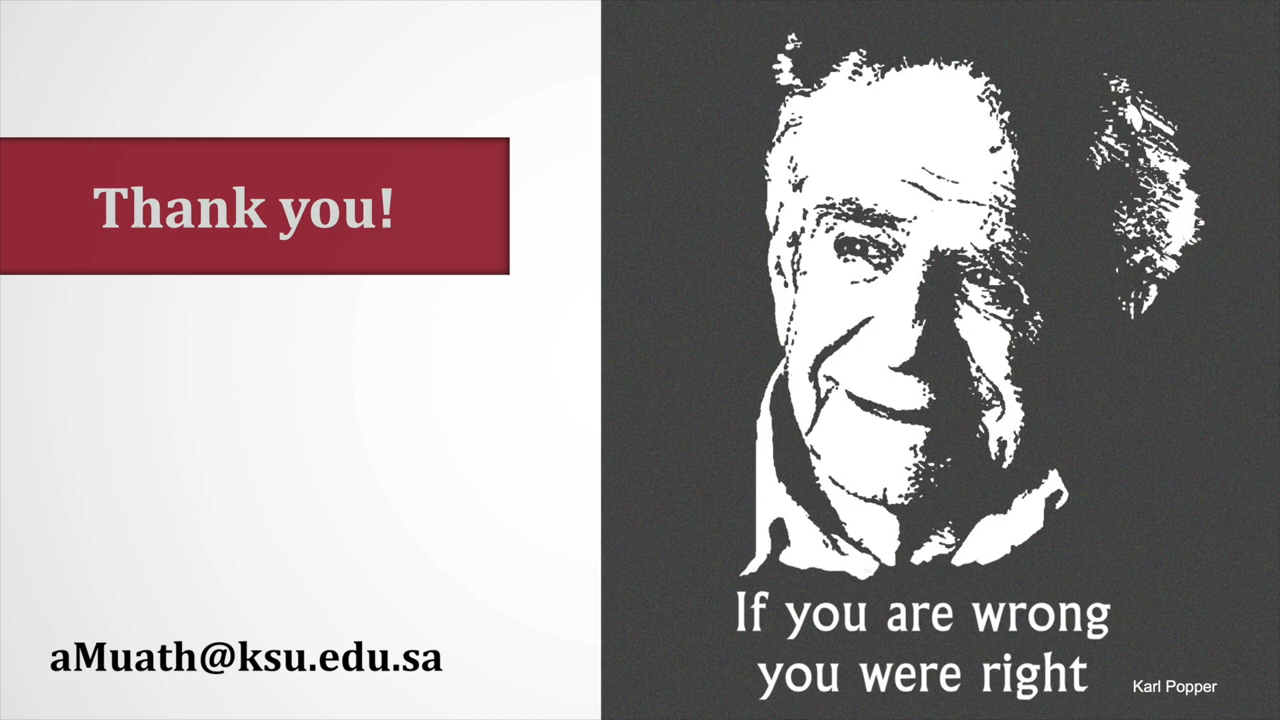 Thank you!
aMuath@ksu.edu.sa
If you are wrong
you were right
Karl Popper